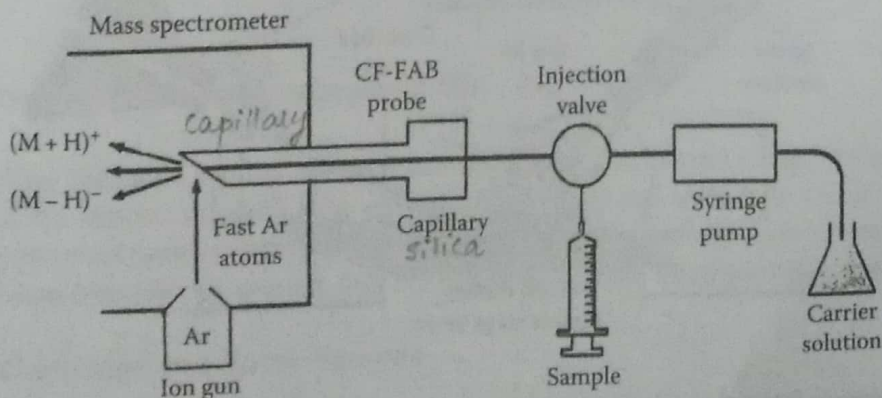 Mass spectrometer
CF-FAB
probe
Injection
valve
capillary
(M + H)⁺
(M – H)⁻
Fast Ar
atoms
Capillary
silica
Syringe
pump
Ar
Ion gun
Sample
Carrier
solution